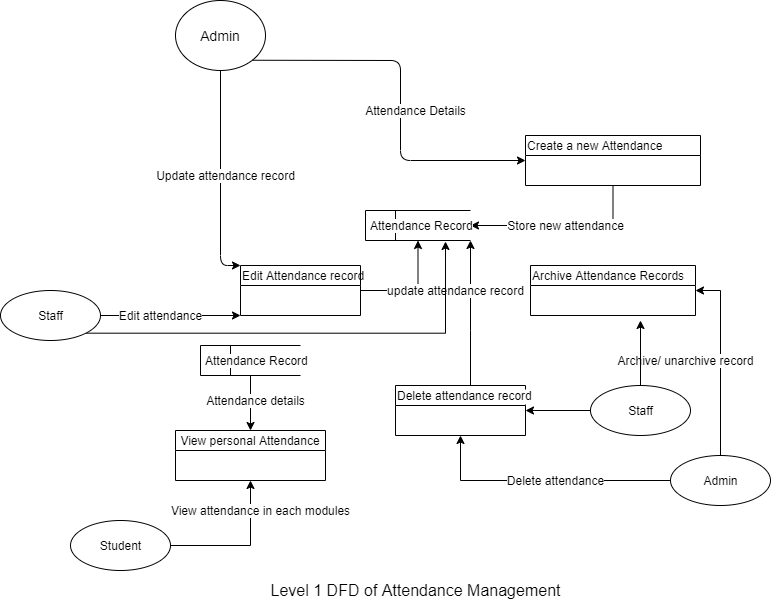 Admin
Attendance Details
Create a new Attendance
Update attendance record
Attendance Record
Store new attendance
Edit Attendance record
Archive Attendance Records
update attendance record
Staff
Edit attendance
Attendance Record
Archive/ unarchive record
Attendance details
Delete attendance record
Staff
View personal Attendance
Delete attendance
Admin
View attendance in each modules
Student
Level 1 DFD of Attendance Management